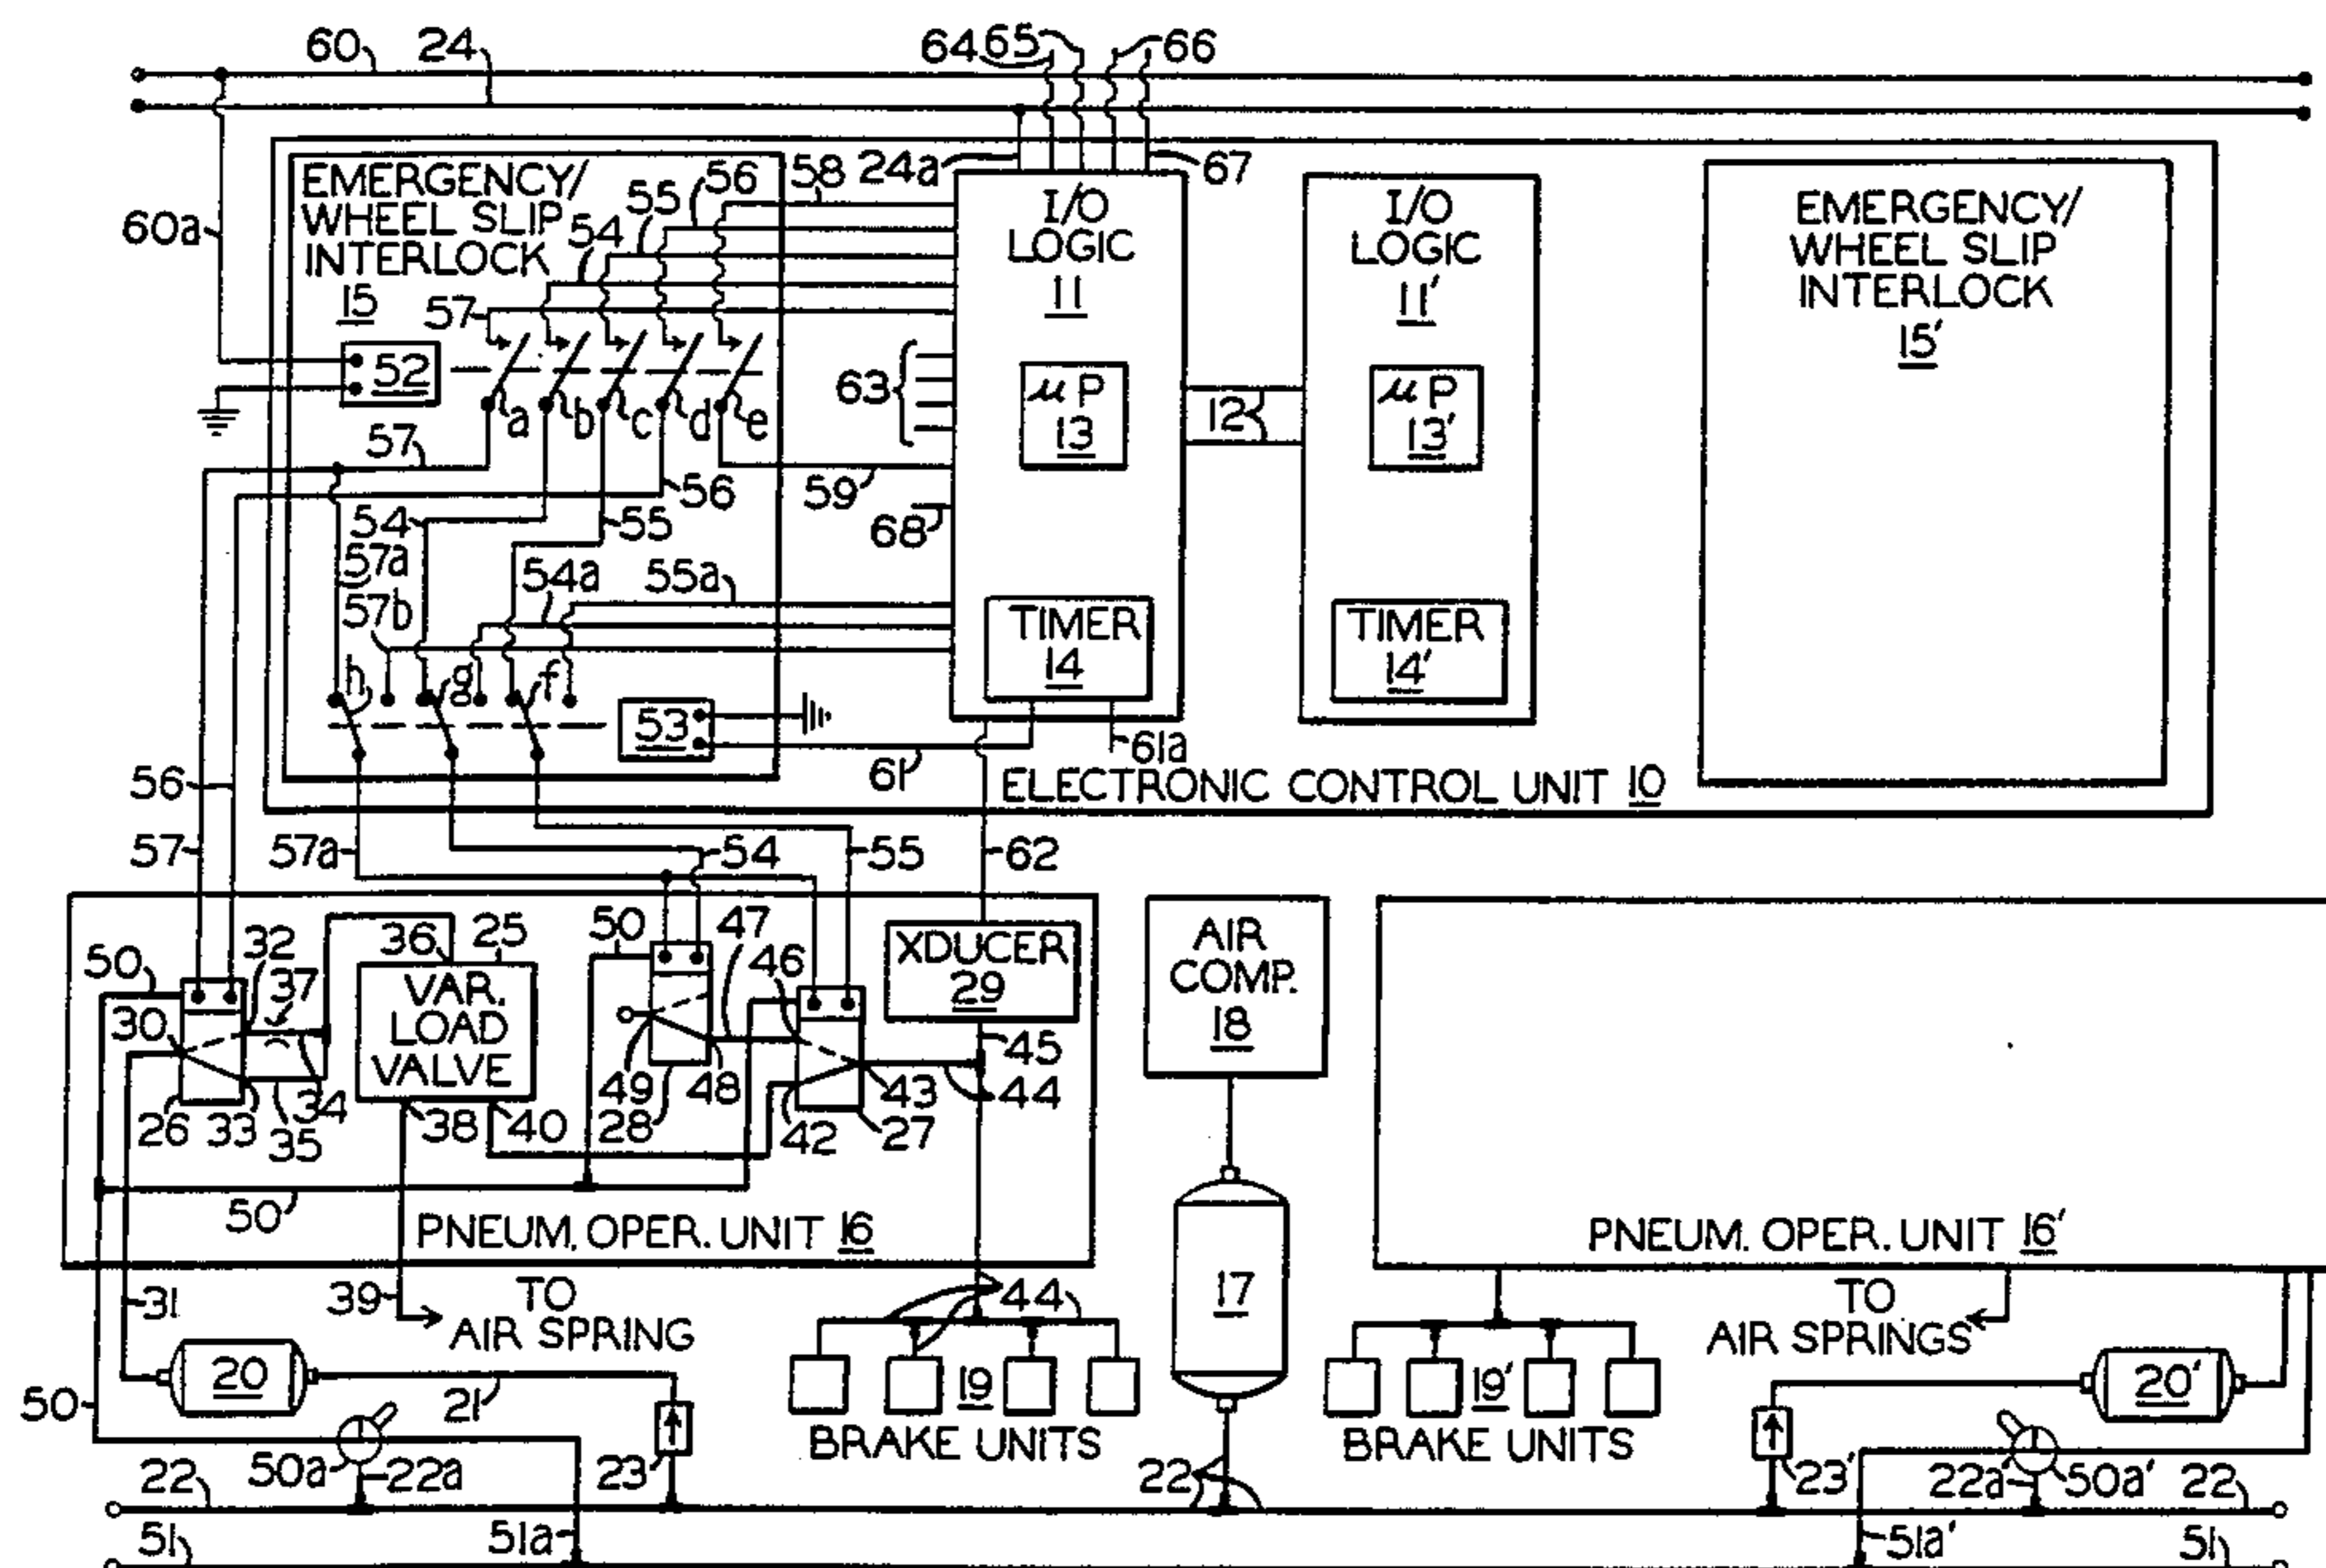 60 24 64 65 66
24a 67
EMERGENCY/
WHEEL SLIP
INTERLOCK
15
60a
54 55 56 58
57
52
a b c d e
57
56
59
54
55
57a
54a 55a
57b
h g f
53
61 61a
63
68
I/O
LOGIC
11
μP
13
TIMER
14
12
I/O
LOGIC
11'
μP
13'
TIMER
14'
EMERGENCY/
WHEEL SLIP
INTERLOCK
15'
ELECTRONIC CONTROL UNIT 10
56
57 57a 54 55 62
50 32 37 36 25 50 47 46
30
VAR.
LOAD
VALVE
XDUCER
29
45
26 33 35 34 38 40 28 49 48 42 43 27 44
50
PNEUM. OPER. UNIT 16
AIR
COMP.
18
17
PNEUM. OPER. UNIT 16'
31 39
TO
AIR SPRING
44
TO
AIR SPRINGS
20 21
19
BRAKE UNITS
19'
BRAKE UNITS
20'
50
50a 22a 23
22
23' 22a' 50a'
22 22
51 51a 51a' 51